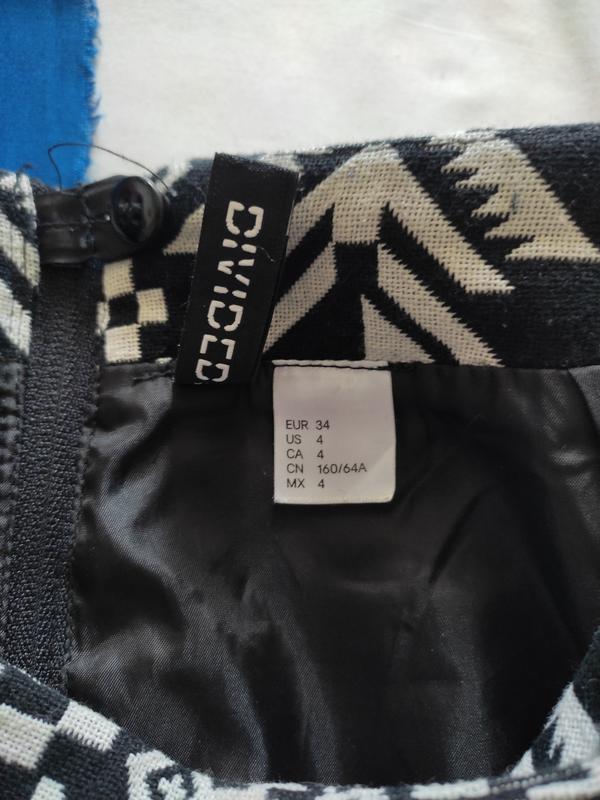 DIVIDED
EUR 34
US 4
CA 4
CN 160/64A
MX 4